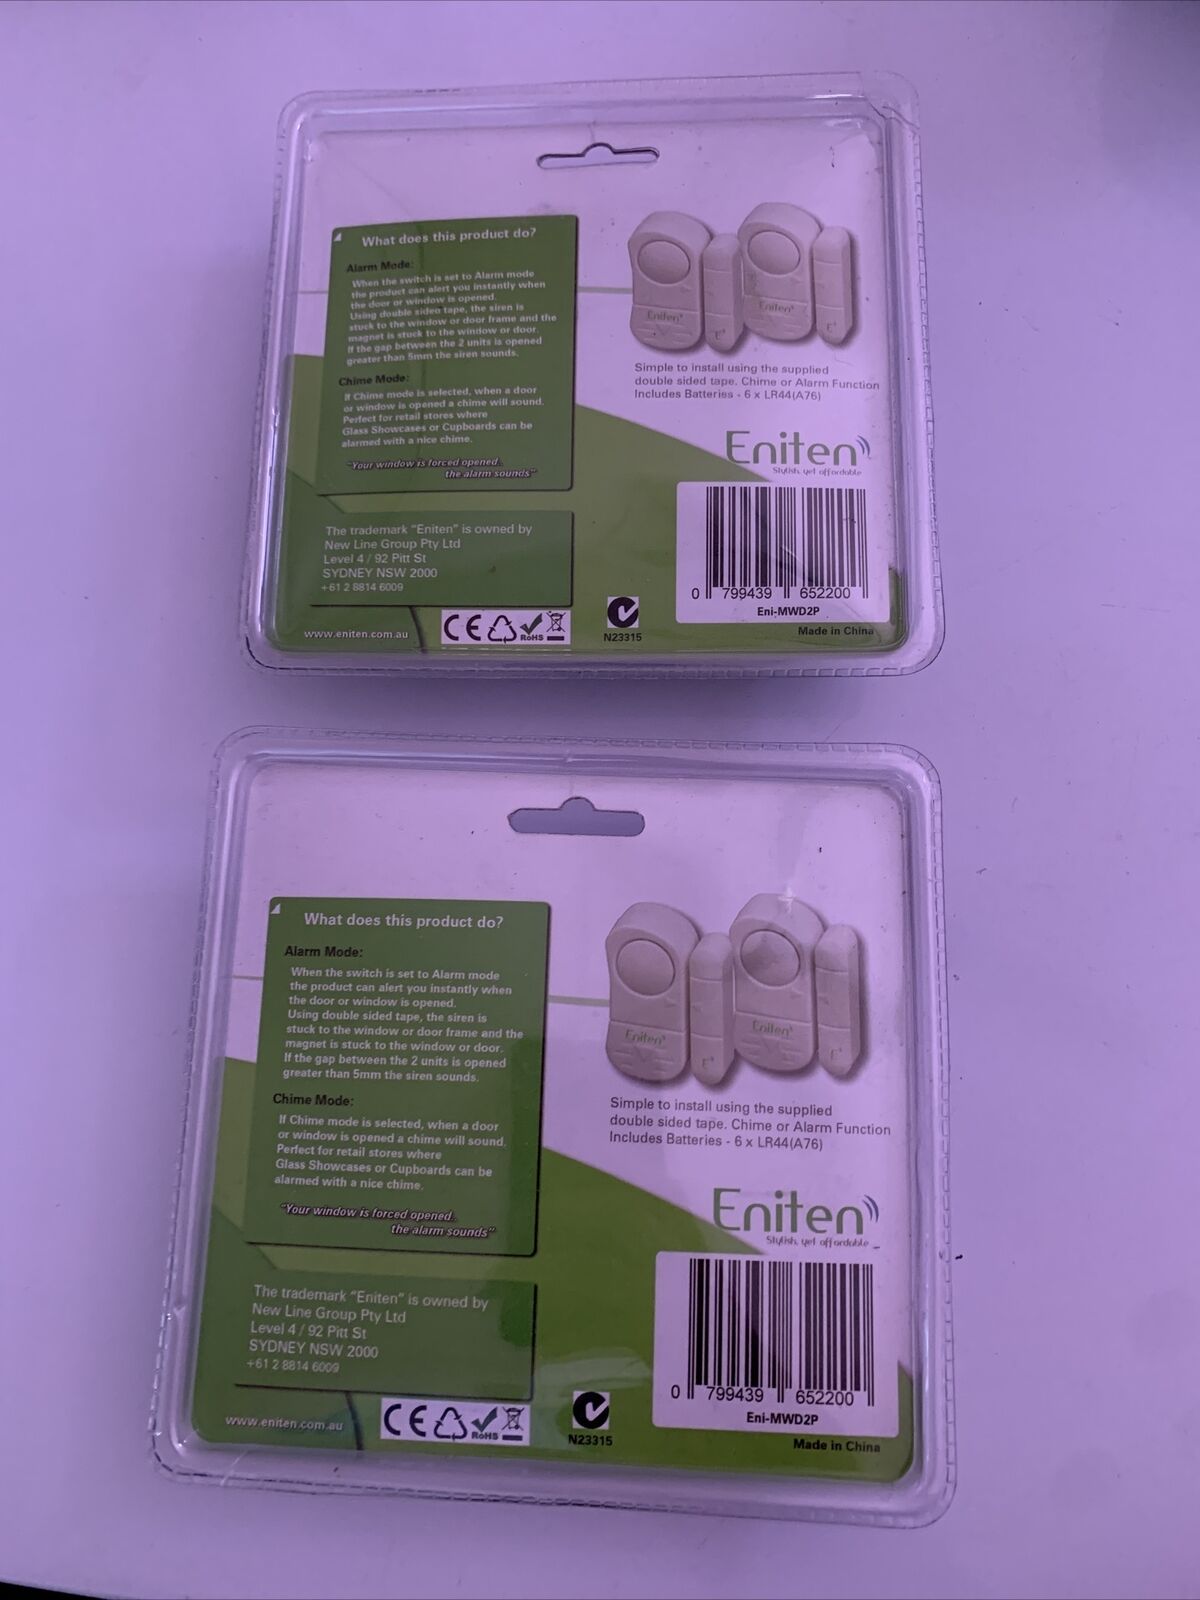 What does this product do?
Alarm Mode:
When the switch is set to Alarm mode
the product can alert you instantly when
the door or window is opened.
Using double sided tape, the siren is
stuck to the window or door frame and the
magnet is stuck to the window or door.
If the gap between the 2 units is opened
greater than 5mm the siren sounds.
Chime Mode:
If Chime mode is selected, when a door
or window is opened a chime will sound.
Perfect for retail stores where
Glass Showcases or Cupboards can be
alarmed with a nice chime.
"Your window is forced opened..
the alarm sounds"
The trademark "Eniten" is owned by
New Line Group Pty Ltd
Level 4 / 92 Pitt St
SYDNEY NSW 2000
+61 2 8814 6009
www.eniten.com.au
CE RoHS
N23315
Eniten
E
Eniten
E
Simple to install using the supplied
double sided tape. Chime or Alarm Function
Includes Batteries - 6 x LR44(A76)
Eniten
Stylish, yet affordable
0 799439 652200
Eni-MWD2P
Made in China
What does this product do?
Alarm Mode:
When the switch is set to Alarm mode
the product can alert you instantly when
the door or window is opened.
Using double sided tape, the siren is
stuck to the window or door frame and the
magnet is stuck to the window or door.
If the gap between the 2 units is opened
greater than 5mm the siren sounds.
Chime Mode:
If Chime mode is selected, when a door
or window is opened a chime will sound.
Perfect for retail stores where
Glass Showcases or Cupboards can be
alarmed with a nice chime.
"Your window is forced opened..
the alarm sounds"
The trademark "Eniten" is owned by
New Line Group Pty Ltd
Level 4 / 92 Pitt St
SYDNEY NSW 2000
+61 2 8814 6009
www.eniten.com.au
CE RoHS
N23315
Eniten
E
Eniten
E
Simple to install using the supplied
double sided tape. Chime or Alarm Function
Includes Batteries - 6 x LR44(A76)
Eniten
Stylish, yet affordable
0 799439 652200
Eni-MWD2P
Made in China